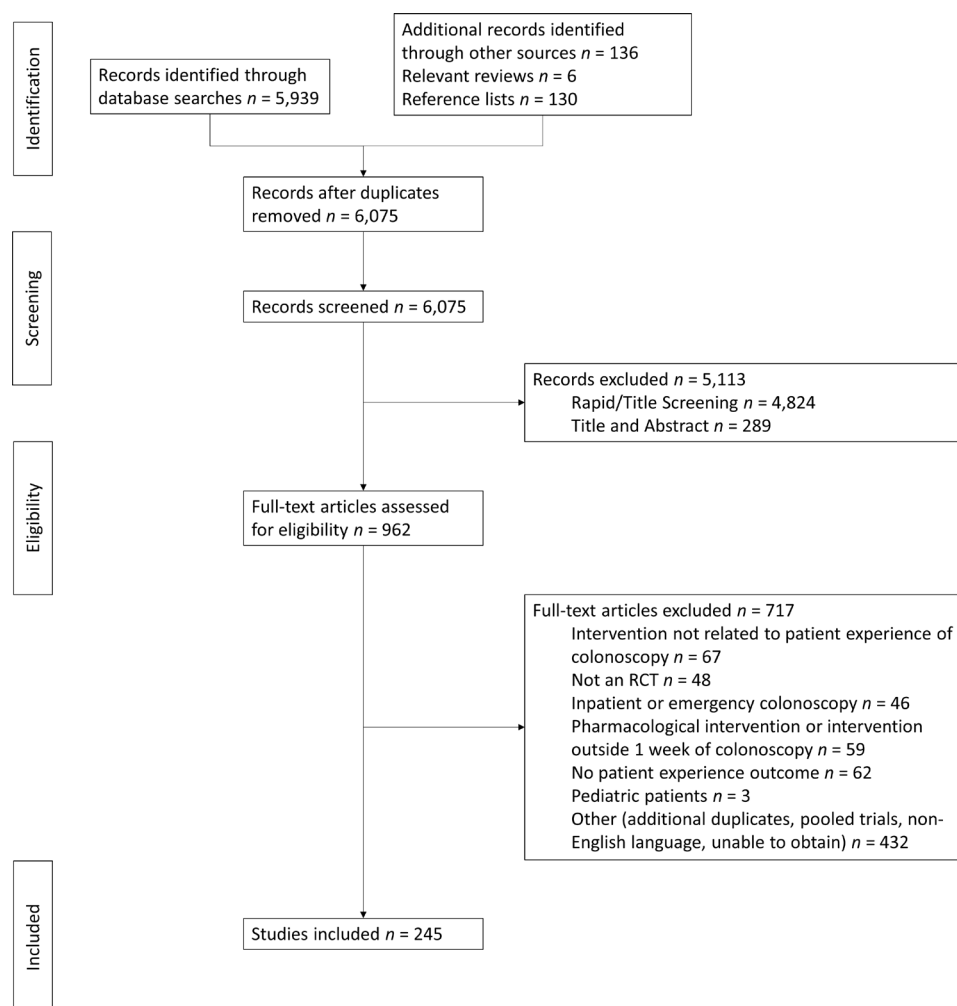 Identification
Records identified through
database searches n = 5,939
Additional records identified
through other sources n = 136
Relevant reviews n = 6
Reference lists n = 130
Records after duplicates
removed n = 6,075
Screening
Records screened n = 6,075
Records excluded n = 5,113
Rapid/Title Screening n = 4,824
Title and Abstract n = 289
Eligibility
Full-text articles assessed
for eligibility n = 962
Full-text articles excluded n = 717
Intervention not related to patient experience of
colonoscopy n = 67
Not an RCT n = 48
Inpatient or emergency colonoscopy n = 46
Pharmacological intervention or intervention
outside 1 week of colonoscopy n = 59
No patient experience outcome n = 62
Pediatric patients n = 3
Other (additional duplicates, pooled trials, non-
English language, unable to obtain) n = 432
Included
Studies included n = 245